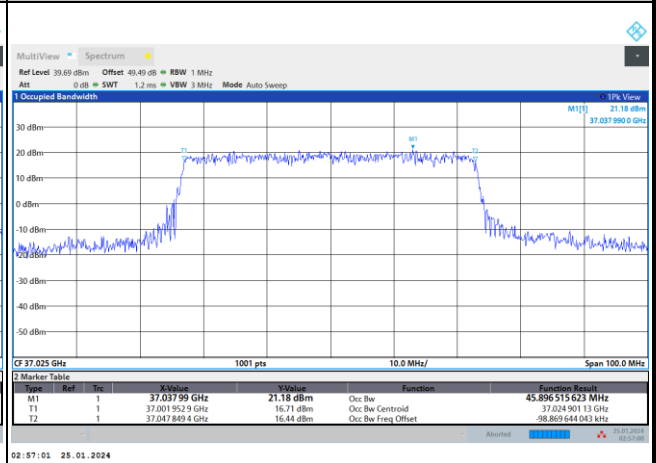 MultiView Spectrum
Ref Level 39.69 dBm Offset 49.49 dB RBW 1 MHz
Att 0 dB SWT 1.2 ms VBW 3 MHz Mode Auto Sweep
1 Occupied Bandwidth 1Pk View
M1[1] 21.18 dBm
37.037 990 0 GHz
30 dBm
M1
20 dBm T1 T2
10 dBm
0 dBm
-10 dBm
-20 dBm
-30 dBm
-40 dBm
-50 dBm
CF 37.025 GHz 1001 pts 10.0 MHz/ Span 100.0 MHz
2 Marker Table
Type Ref Trc X-Value Y-Value Function Function Result
M1 1 37.037 99 GHz 21.18 dBm Occ Bw 45.896 515 623 MHz
T1 1 37.001 952 9 GHz 16.71 dBm Occ Bw Centroid 37.024 901 13 GHz
T2 1 37.047 849 4 GHz 16.44 dBm Occ Bw Freq Offset -98.869 644 043 kHz
Aborted 25.01.2024
02:57:00
02:57:01 25.01.2024